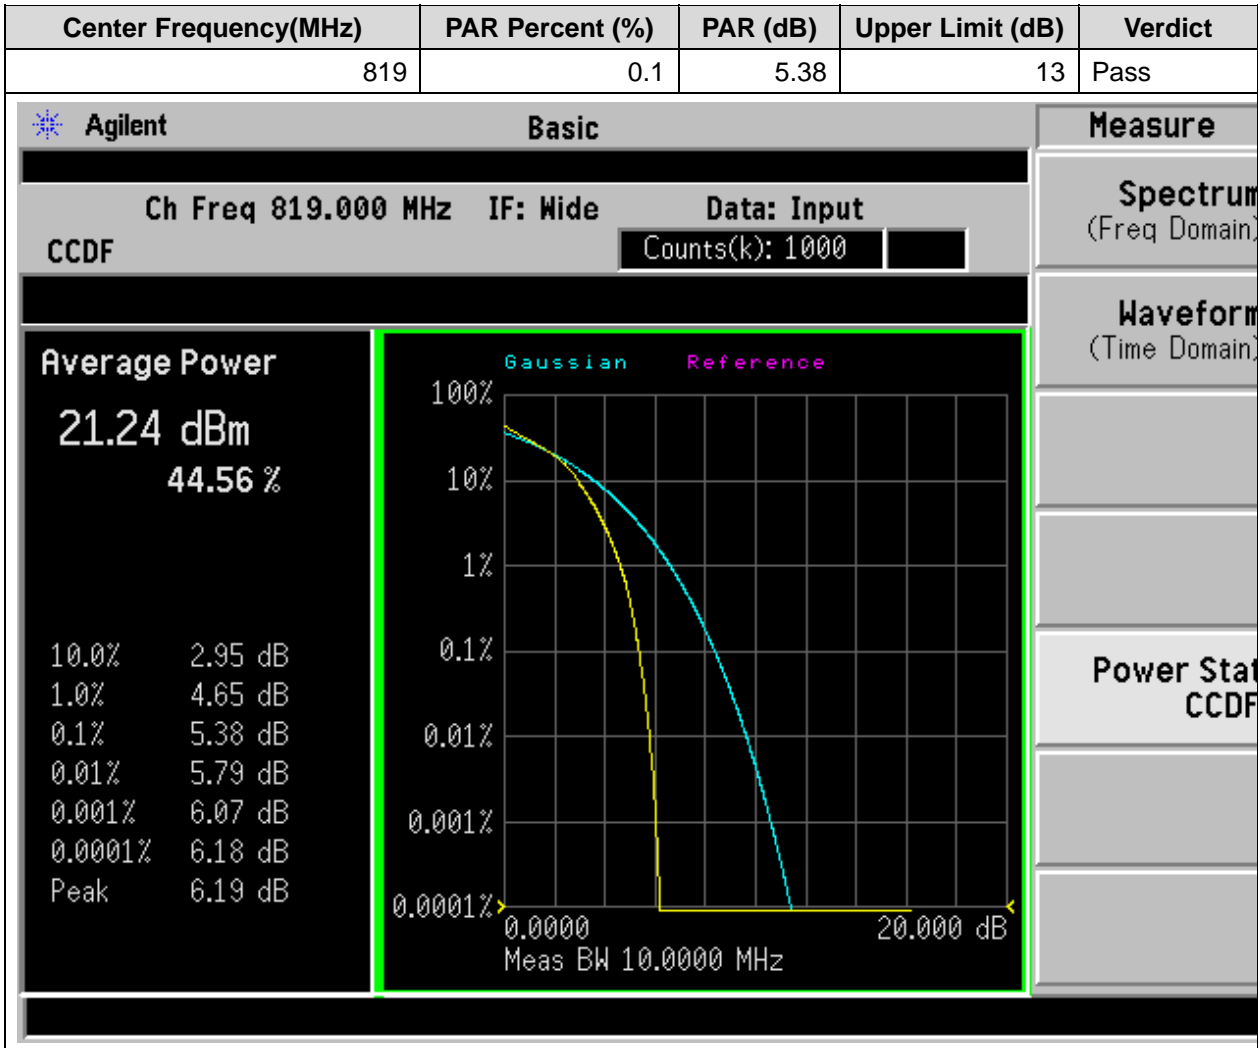 Center Frequency(MHz) PAR Percent (%) PAR (dB) Upper Limit (dB) Verdict
819 0.1 5.38 13 Pass
Agilent Basic Measure
Ch Freq 819.000 MHz IF: Wide Data: Input
CCDF Counts(k): 1000
Spectrum
(Freq Domain)
Waveform
(Time Domain)
Power Stat
CCDF
Average Power
21.24 dBm
44.56 %
10.0% 2.95 dB
1.0% 4.65 dB
0.1% 5.38 dB
0.01% 5.79 dB
0.001% 6.07 dB
0.0001% 6.18 dB
Peak 6.19 dB
Gaussian Reference
100%
10%
1%
0.1%
0.01%
0.001%
0.0001%
0.0000 20.000 dB
Meas BW 10.0000 MHz